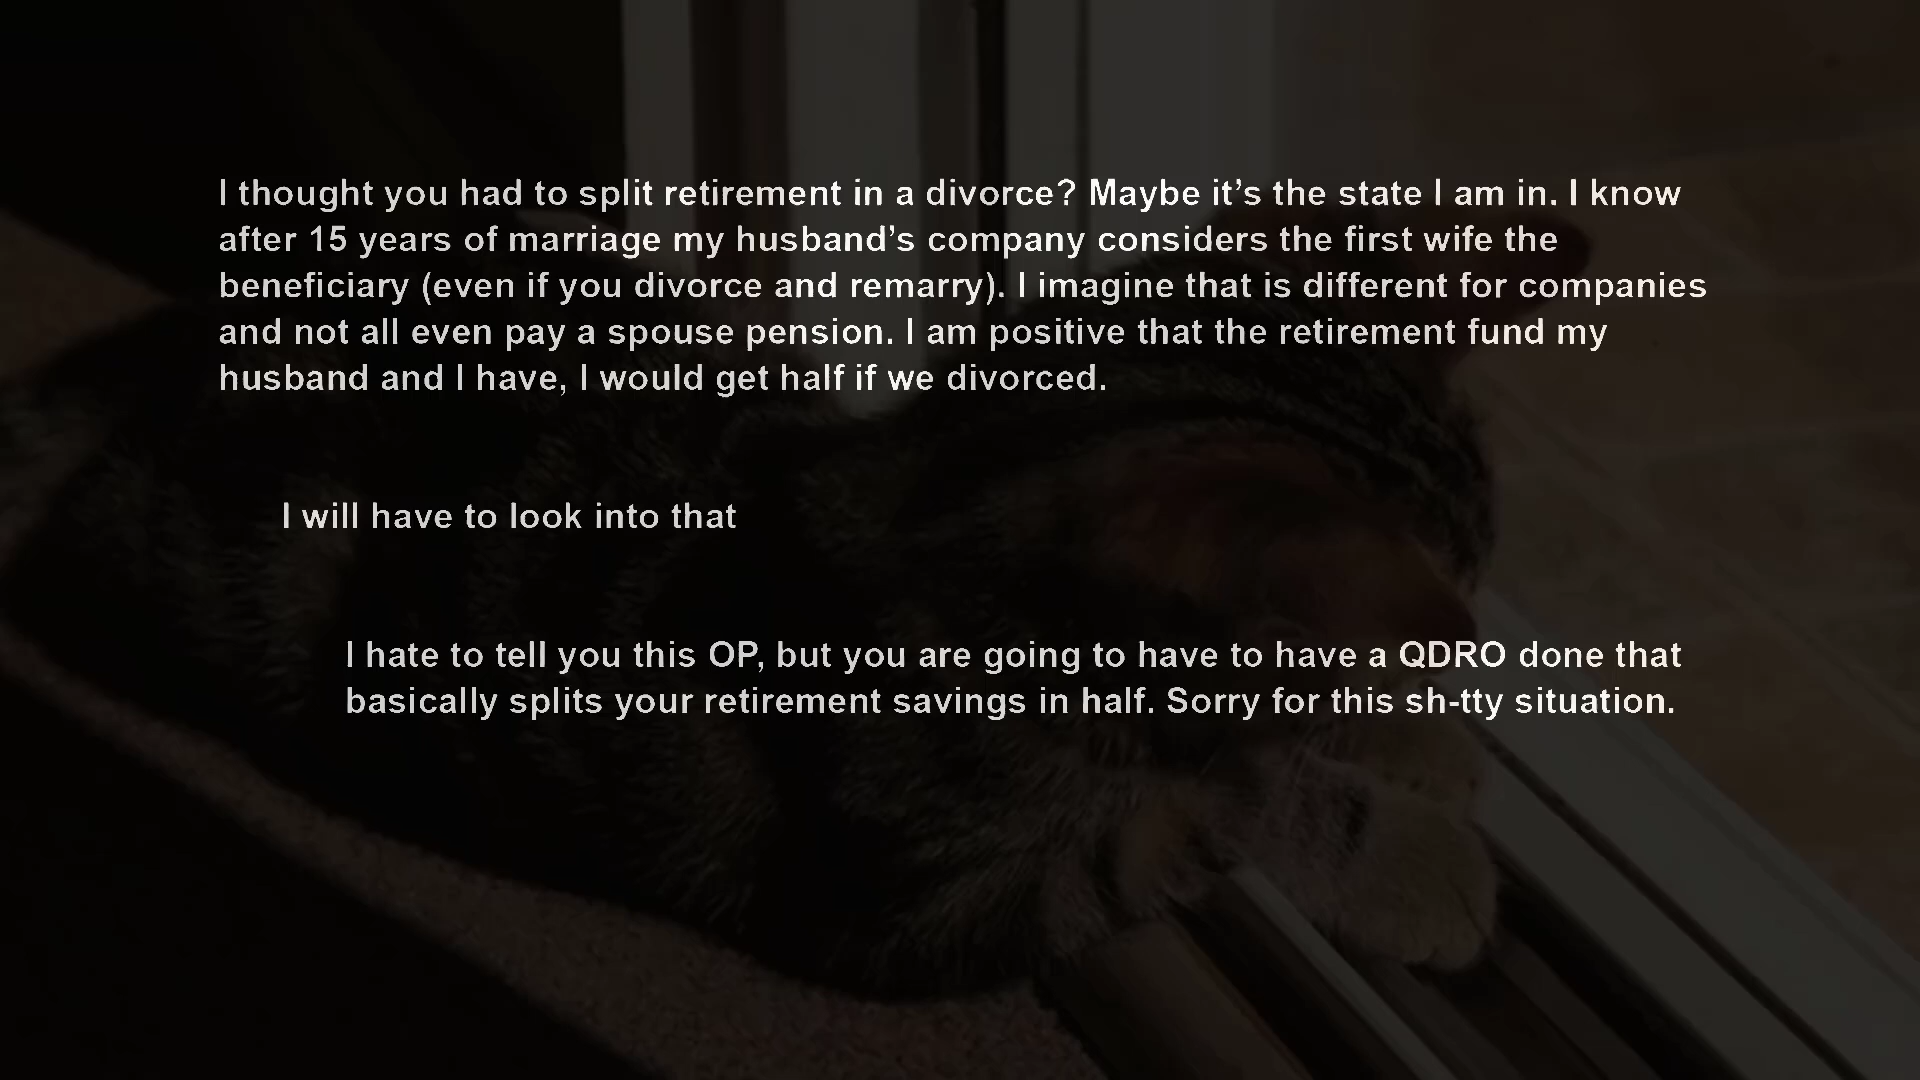 I thought you had to split retirement in a divorce? Maybe it’s the state I am in. I know
after 15 years of marriage my husband’s company considers the first wife the
beneficiary (even if you divorce and remarry). I imagine that is different for companies
and not all even pay a spouse pension. I am positive that the retirement fund my
husband and I have, I would get half if we divorced.
I will have to look into that
I hate to tell you this OP, but you are going to have to have a QDRO done that
basically splits your retirement savings in half. Sorry for this sh-tty situation.